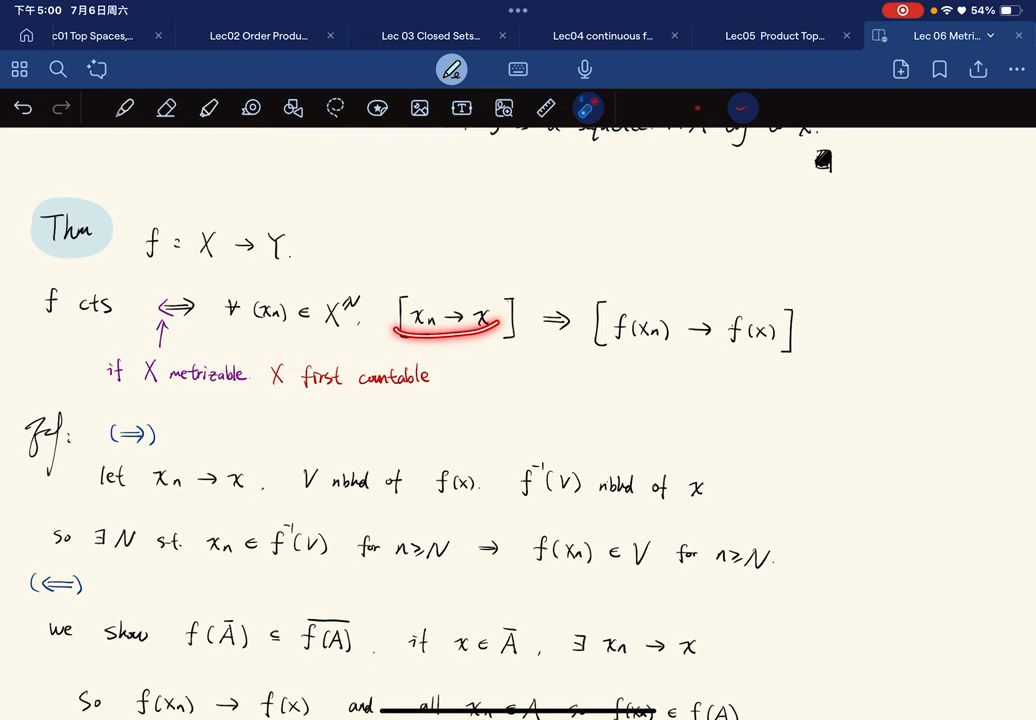 下午5:00 7月6日周六
54%
c01 Top Spaces,...
Lec02 Order Produ...
Lec 03 Closed Sets...
Lec04 continuous f...
Lec05 Product Top...
Lec 06 Metri...
Thm f : X → Y.
f cts ⟺ ∀ (xn) ∈ X^ℕ, [xn → x] ⇒ [f(xn) → f(x)]
if X metrizable. X first countable
Pf: (⇒)
let xn → x , V nbhd of f(x). f⁻¹(V) nbhd of x
so ∃ N st. xn ∈ f⁻¹(V) for n≥N ⇒ f(xn) ∈ V for n≥N.
(⇐)
we show f(Ā) ⊆ \overline{f(A)} . if x ∈ Ā , ∃ xn → x
So f(xn) → f(x) and all xn ∈ A so f(xn) ∈ f(A)